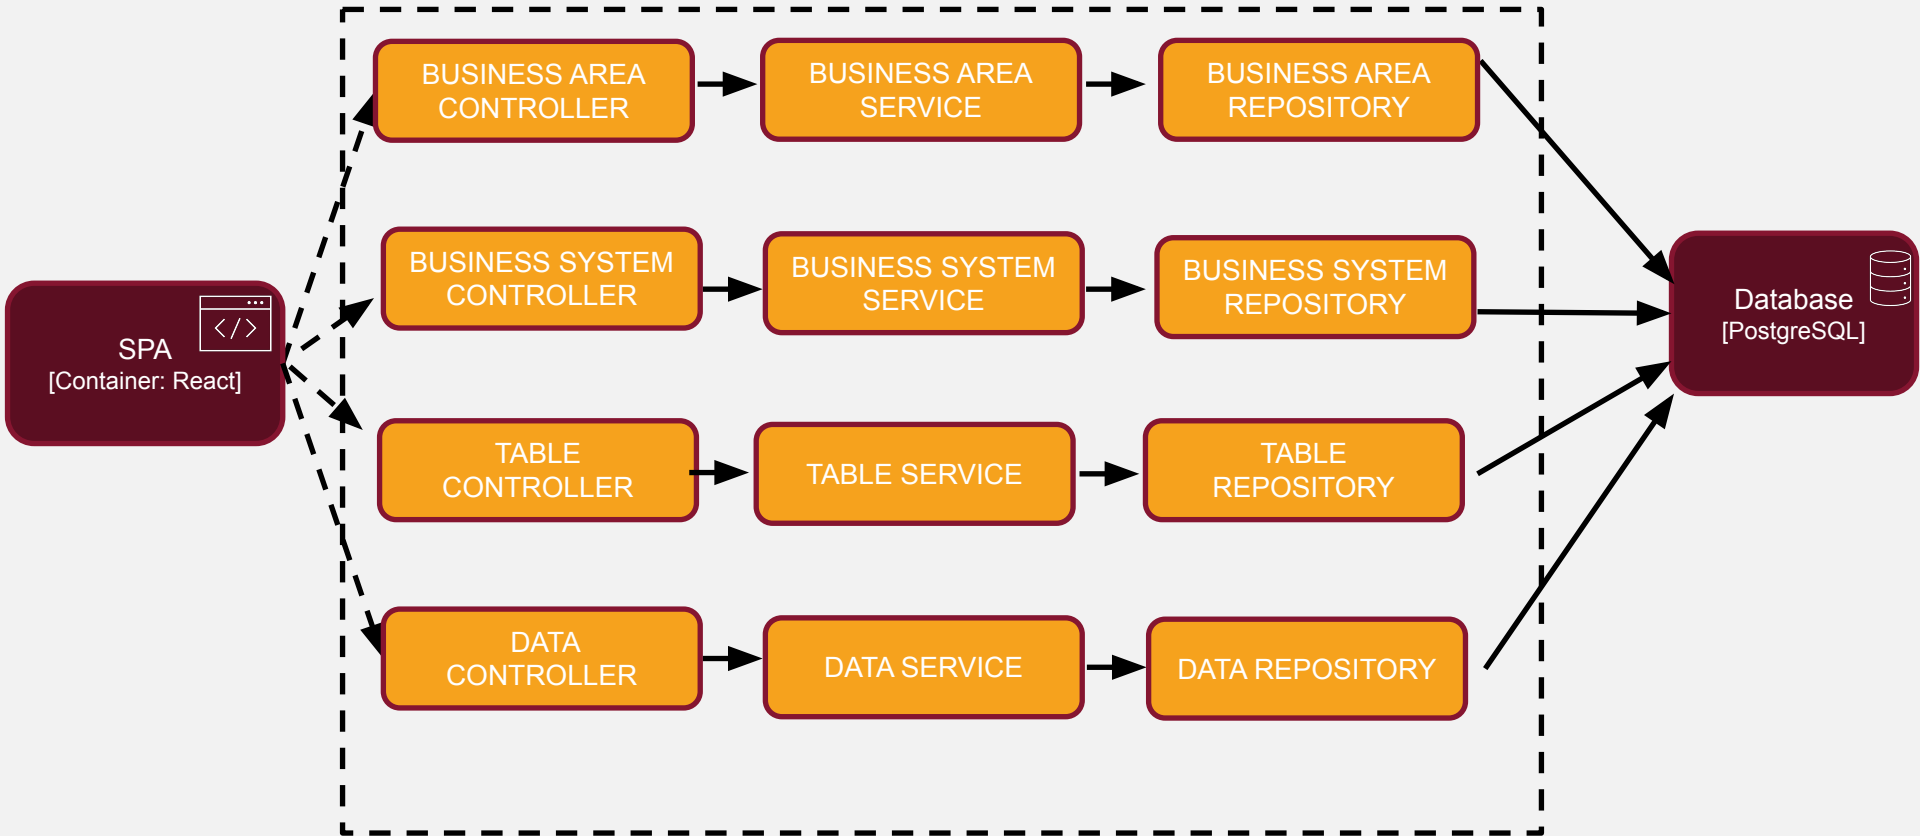 BUSINESS AREA
CONTROLLER
BUSINESS AREA
SERVICE
BUSINESS AREA
REPOSITORY
BUSINESS SYSTEM
CONTROLLER
BUSINESS SYSTEM
SERVICE
BUSINESS SYSTEM
REPOSITORY
SPA
[Container: React]
Database
[PostgreSQL]
TABLE
CONTROLLER
TABLE SERVICE
TABLE
REPOSITORY
DATA
CONTROLLER
DATA SERVICE
DATA REPOSITORY